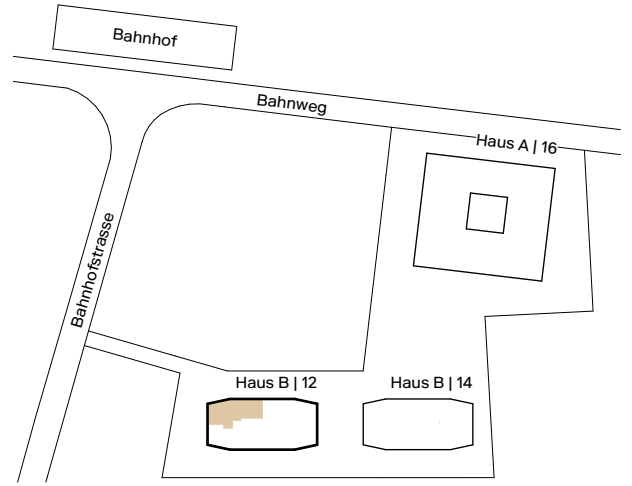 Bahnhof
Bahnweg
Haus A | 16
Bahnhofstrasse
Haus B | 12
Haus B | 14